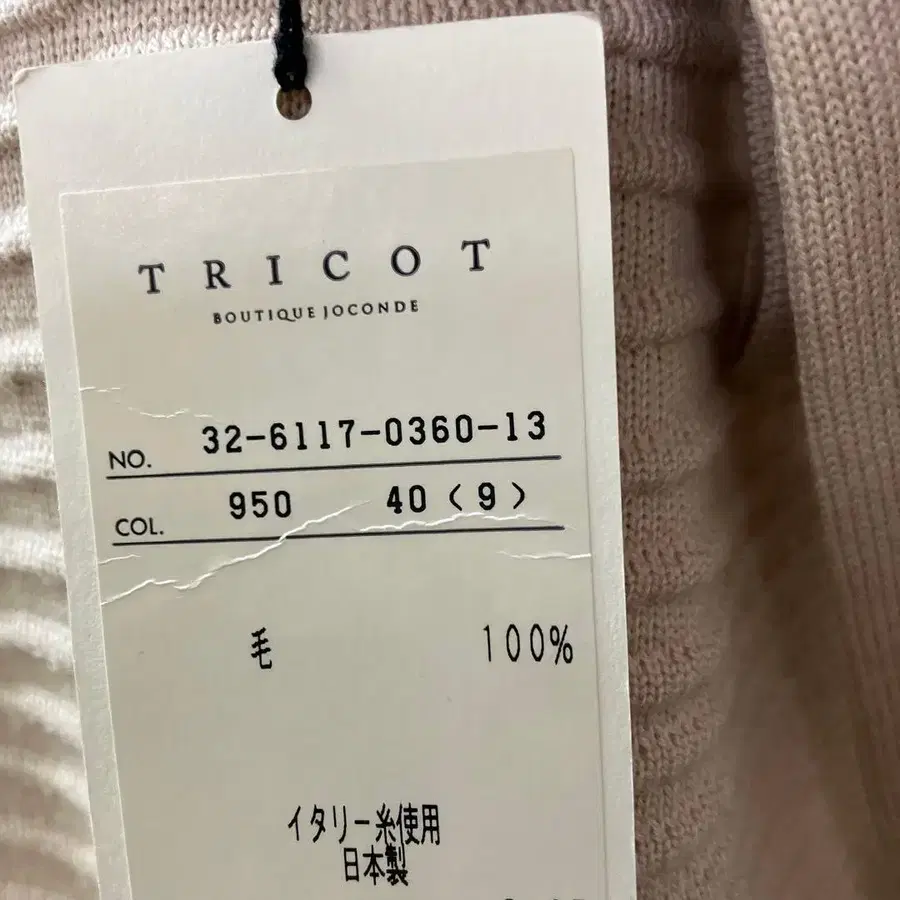 TRICOT
BOUTIQUE JOCONDE
NO. 32-6117-0360-13
COL. 950 40 (9)
毛 100%
イタリー糸使用
日本製